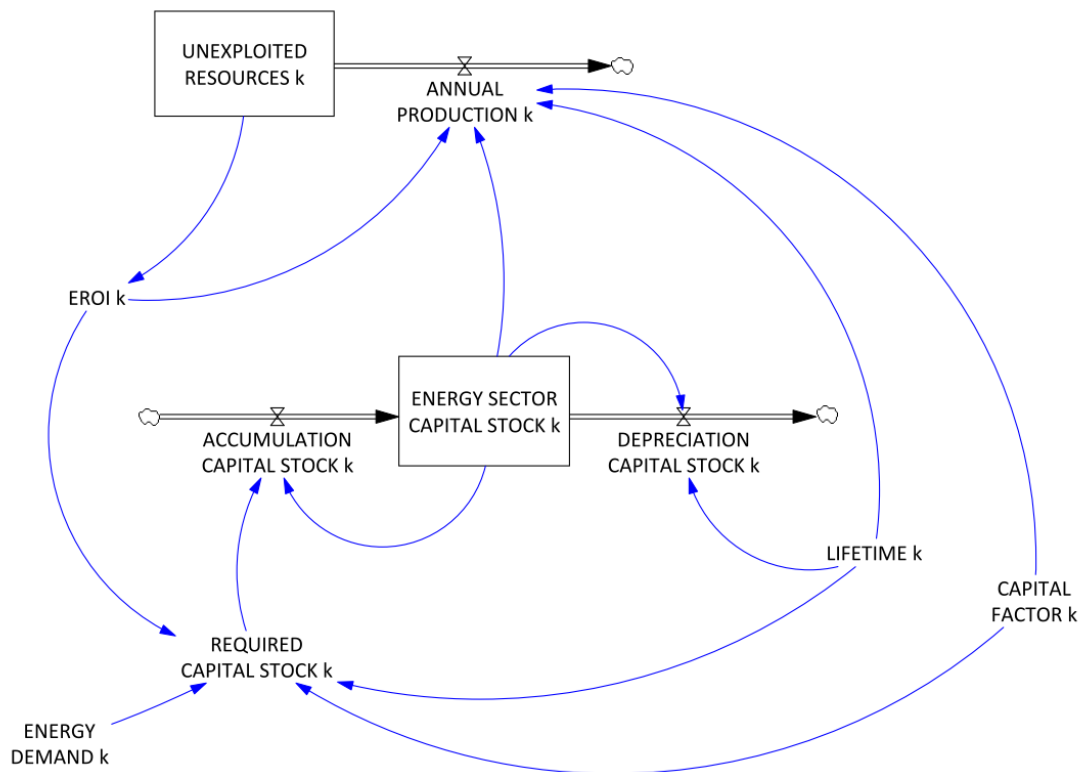 UNEXPLOITED
RESOURCES k
ANNUAL
PRODUCTION k
EROI k
ENERGY SECTOR
CAPITAL STOCK k
ACCUMULATION
CAPITAL STOCK k
DEPRECIATION
CAPITAL STOCK k
LIFETIME k
CAPITAL
FACTOR k
REQUIRED
CAPITAL STOCK k
ENERGY
DEMAND k